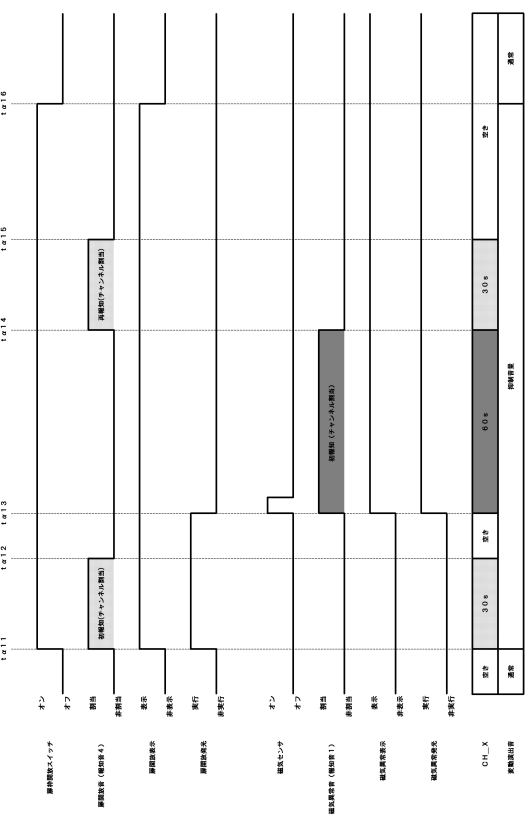 tα11
tα12
tα13
tα14
tα15
tα16
扉枠開放スイッチ
オン
オフ
扉開放音（報知音４）
割当
非割当
初報知(チャンネル割当)
再報知(チャンネル割当)
扉開放表示
表示
非表示
扉開放発光
実行
非実行
磁気センサ
オン
オフ
磁気異常音（報知音１）
割当
非割当
初報知（チャンネル割当）
磁気異常表示
表示
非表示
磁気異常発光
実行
非実行
CH＿X
空き
30s
空き
60s
30s
空き
変動演出音
通常
抑制音量
通常